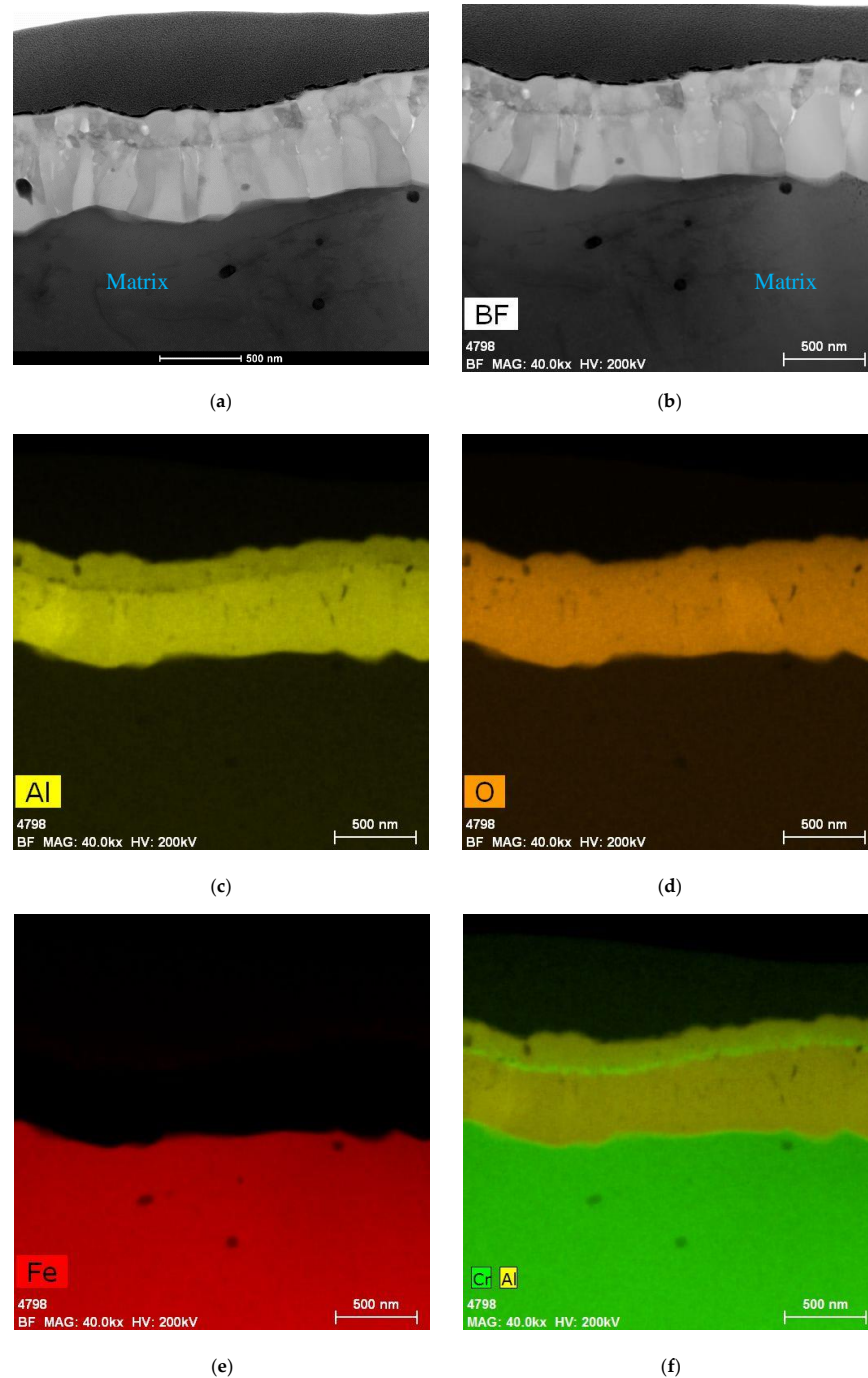 Matrix
500 nm
(a)
Matrix
BF
4798
500 nm
BF MAG: 40.0kx HV: 200kV
(b)
Al
4798
500 nm
BF MAG: 40.0kx HV: 200kV
(c)
O
4798
500 nm
BF MAG: 40.0kx HV: 200kV
(d)
Fe
4798
500 nm
BF MAG: 40.0kx HV: 200kV
(e)
Cr Al
4798
500 nm
MAG: 40.0kx HV: 200kV
(f)